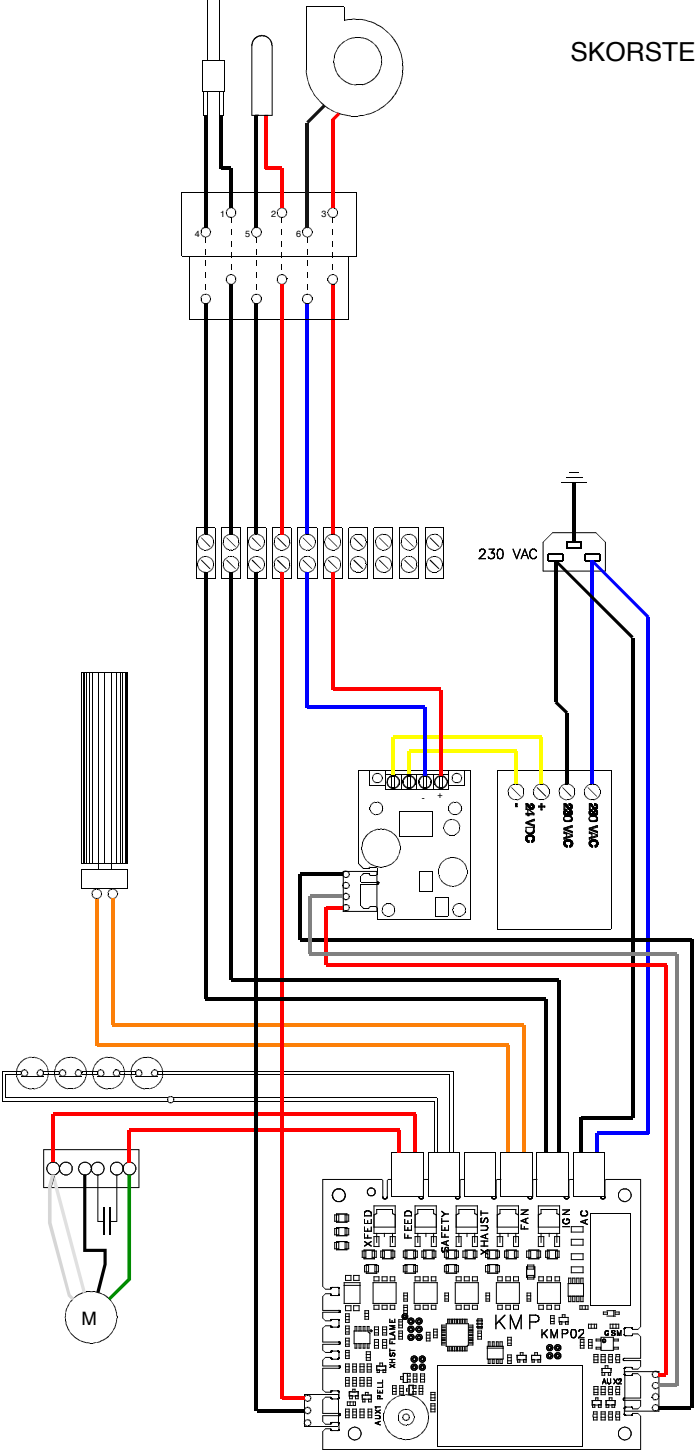 SKORSTE
1
2
3
4
5
6
230 VAC
- +
-
24 VDC
+
230 VAC
230 VAC
XFEED
FEED
SAFETY
XHAUST
FAN
IGN
AC
M
KMP
KMP02
GSM
XHST FLAME
AUX1 PELL
AUX2